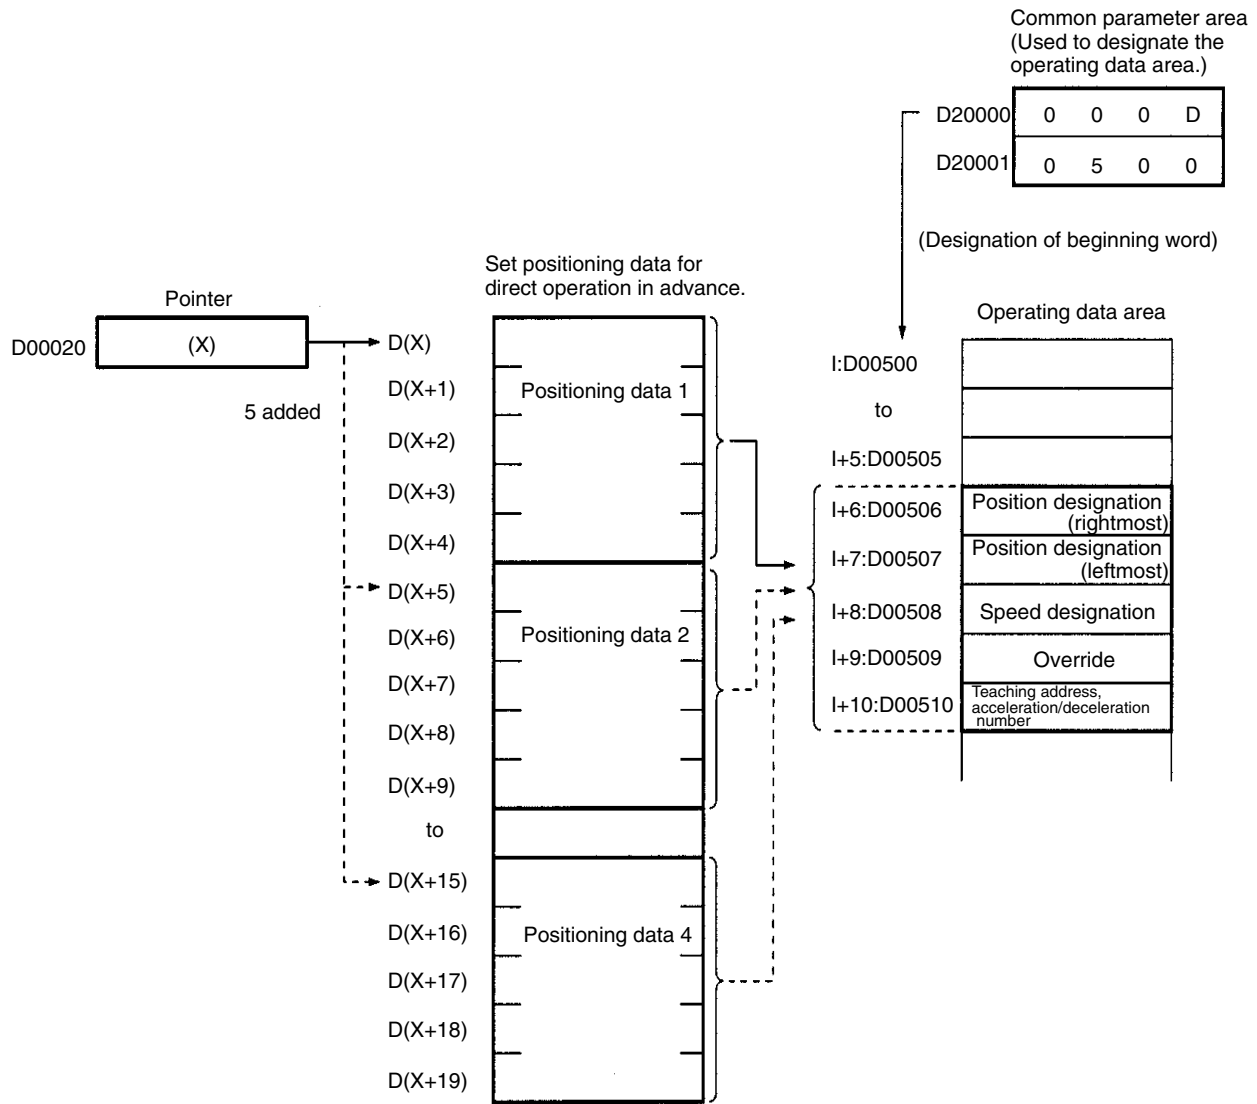 Common parameter area
(Used to designate the
operating data area.)
D20000 0 0 0 D
D20001 0 5 0 0
(Designation of beginning word)
Set positioning data for
direct operation in advance.
Pointer
D00020 (X)
5 added
D(X)
D(X+1)
D(X+2)
D(X+3)
D(X+4)
D(X+5)
D(X+6)
D(X+7)
D(X+8)
D(X+9)
to
D(X+15)
D(X+16)
D(X+17)
D(X+18)
D(X+19)
Positioning data 1
Positioning data 2
Positioning data 4
Operating data area
I:D00500
to
I+5:D00505
I+6:D00506 Position designation
(rightmost)
I+7:D00507 Position designation
(leftmost)
I+8:D00508 Speed designation
I+9:D00509 Override
I+10:D00510 Teaching address,
acceleration/deceleration
number